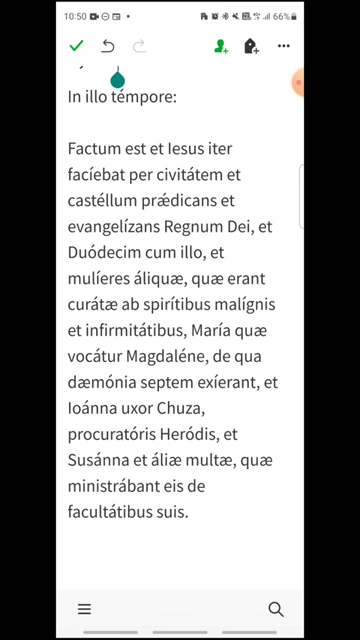 10:50 66%
In illo témpore:
Factum est et Iesus iter
facíebat per civitátem et
castéllum prǽdicans et
evangelízans Regnum Dei, et
Duódecim cum illo, et
mulíeres áliquæ, quæ erant
curátæ ab spirítibus malígnis
et infirmitátibus, María quæ
vocátur Magdaléne, de qua
dæmónia septem exíerant, et
Ioánna uxor Chuza,
procuratóris Heródis, et
Susánna et áliæ multæ, quæ
ministrábant eis de
facultátibus suis.